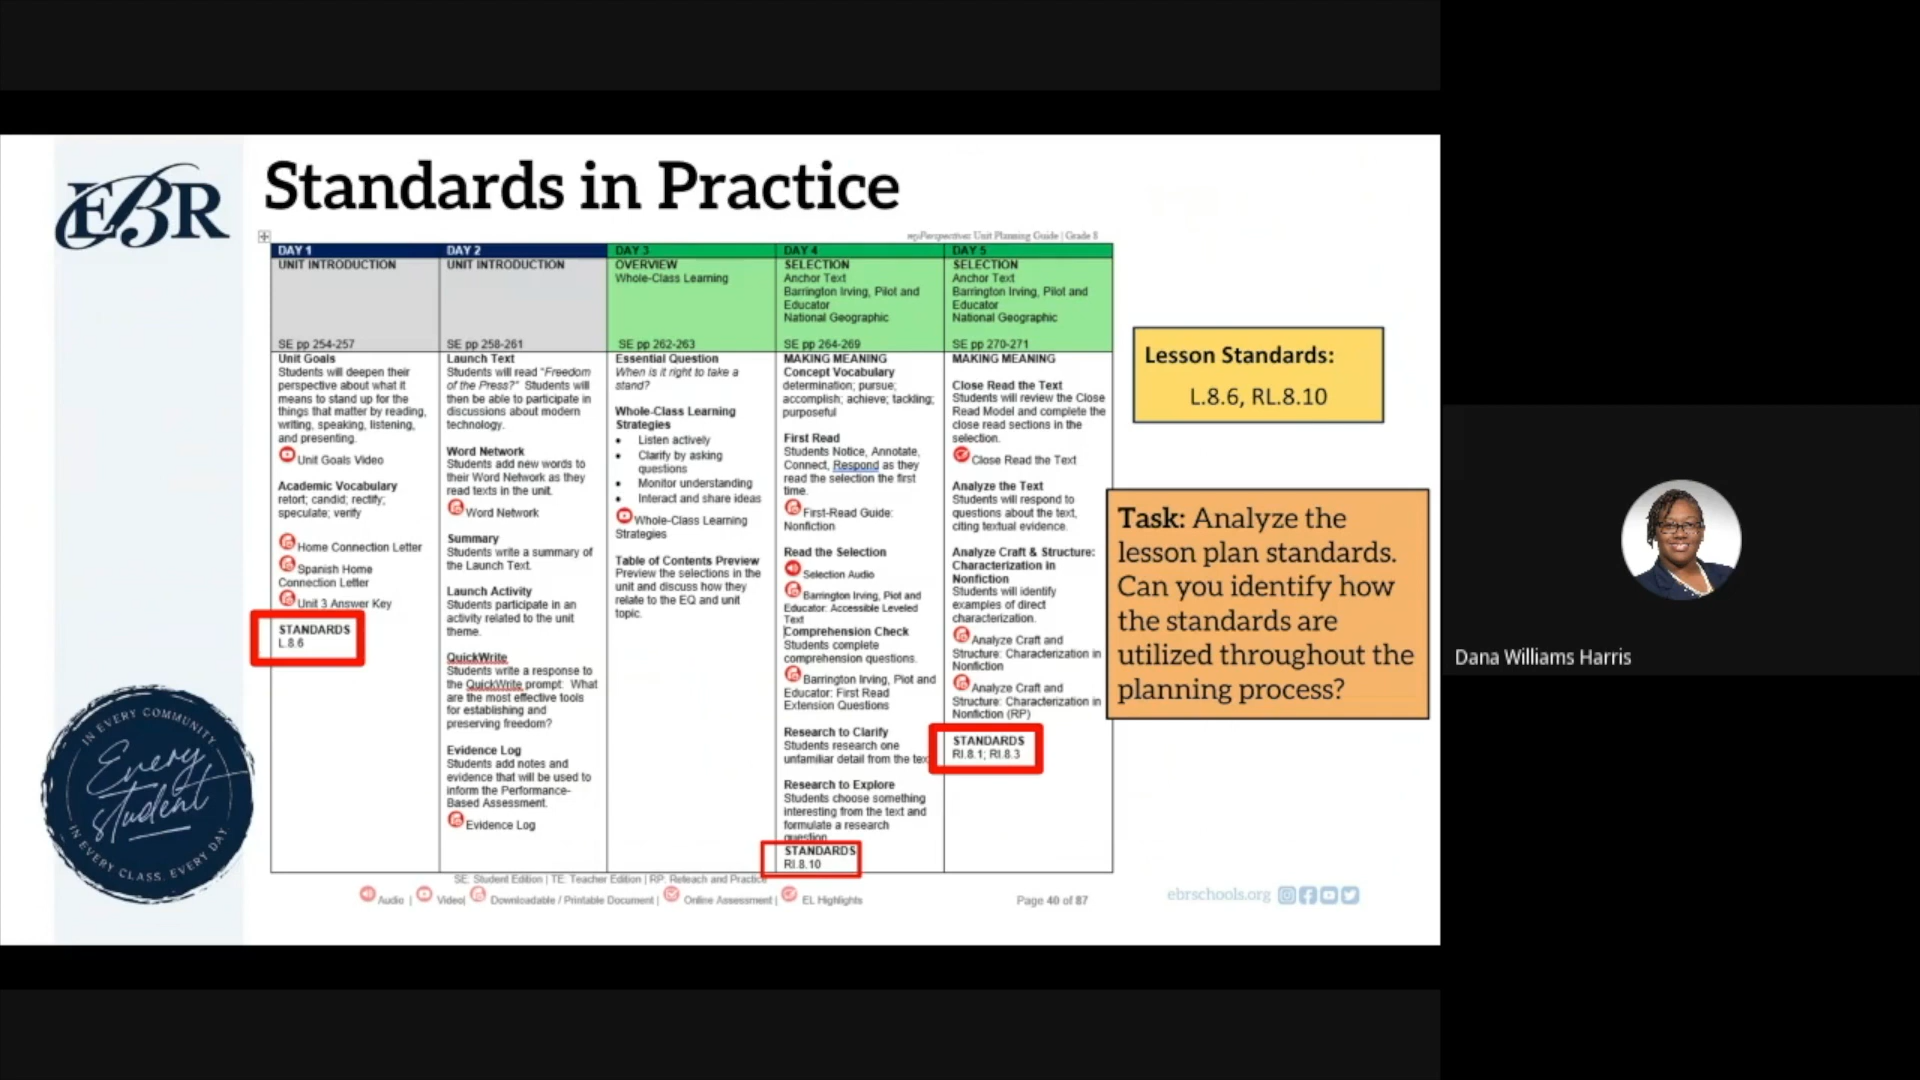 EBR
Standards in Practice
myPerspectives Unit Planning Guide | Grade 8
DAY 1
UNIT INTRODUCTION
SE pp 254-257
Unit Goals
Students will deepen their
perspective about what it
means to stand up for the
things that matter by reading,
writing, speaking, listening,
and presenting.
Unit Goals Video
Academic Vocabulary
retort; candid; rectify;
speculate; verify
Home Connection Letter
Spanish Home
Connection Letter
Unit 3 Answer Key
STANDARDS
L.8.6
DAY 2
UNIT INTRODUCTION
SE pp 258-261
Launch Text
Students will read "Freedom
of the Press?" Students will
then be able to participate in
discussions about modern
technology.
Word Network
Students add new words to
their Word Network as they
read texts in the unit.
Word Network
Summary
Students write a summary of
the Launch Text.
Launch Activity
Students participate in an
activity related to the unit
theme.
QuickWrite
Students write a response to
the QuickWrite prompt: What
are the most effective tools
for establishing and
preserving freedom?
Evidence Log
Students add notes and
evidence that will be used to
inform the Performance-
Based Assessment.
Evidence Log
DAY 3
OVERVIEW
Whole-Class Learning
SE pp 262-263
Essential Question
When is it right to take a
stand?
Whole-Class Learning
Strategies
• Listen actively
• Clarify by asking
questions
• Monitor understanding
• Interact and share ideas
Whole-Class Learning
Strategies
Table of Contents Preview
Preview the selections in the
unit and discuss how they
relate to the EQ and unit
topic.
DAY 4
SELECTION
Anchor Text
Barrington Irving, Pilot and
Educator
National Geographic
SE pp 264-269
MAKING MEANING
Concept Vocabulary
determination; pursue;
accomplish; achieve; tackling;
purposeful
First Read
Students Notice, Annotate,
Connect, Respond as they
read the selection the first
time.
First-Read Guide:
Nonfiction
Read the Selection
Selection Audio
Barrington Irving, Piot and
Educator: Accessible Leveled
Text
Comprehension Check
Students complete
comprehension questions.
Barrington Irving, Piot and
Educator: First Read
Extension Questions
Research to Clarify
Students research one
unfamiliar detail from the tex
Research to Explore
Students choose something
interesting from the text and
formulate a research
question.
STANDARDS
RI.8.10
DAY 5
SELECTION
Anchor Text
Barrington Irving, Pilot and
Educator
National Geographic
SE pp 270-271
MAKING MEANING
Close Read the Text
Students will review the Close
Read Model and complete the
close read sections in the
selection.
Close Read the Text
Analyze the Text
Students will respond to
questions about the text,
citing textual evidence.
Analyze Craft & Structure:
Characterization in
Nonfiction
Students will identify
examples of direct
characterization.
Analyze Craft and
Structure: Characterization in
Nonfiction
Analyze Craft and
Structure: Characterization in
Nonfiction (RP)
STANDARDS
RI.8.1; RI.8.3
Lesson Standards:
L.8.6, RL.8.10
Task: Analyze the
lesson plan standards.
Can you identify how
the standards are
utilized throughout the
planning process?
Dana Williams Harris
IN EVERY COMMUNITY
Every
student
IN EVERY CLASS. EVERY DAY.
SE: Student Edition | TE: Teacher Edition | RP: Reteach and Practice
Audio | Video | Downloadable / Printable Document | Online Assessment | EL Highlights
Page 40 of 87
ebrschools.org